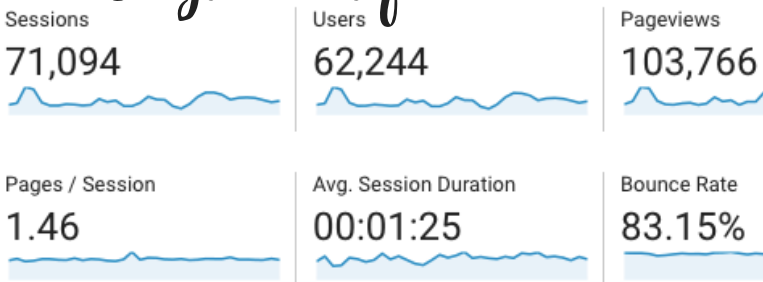 Sessions
71,094
Users
62,244
Pageviews
103,766
Pages / Session
1.46
Avg. Session Duration
00:01:25
Bounce Rate
83.15%